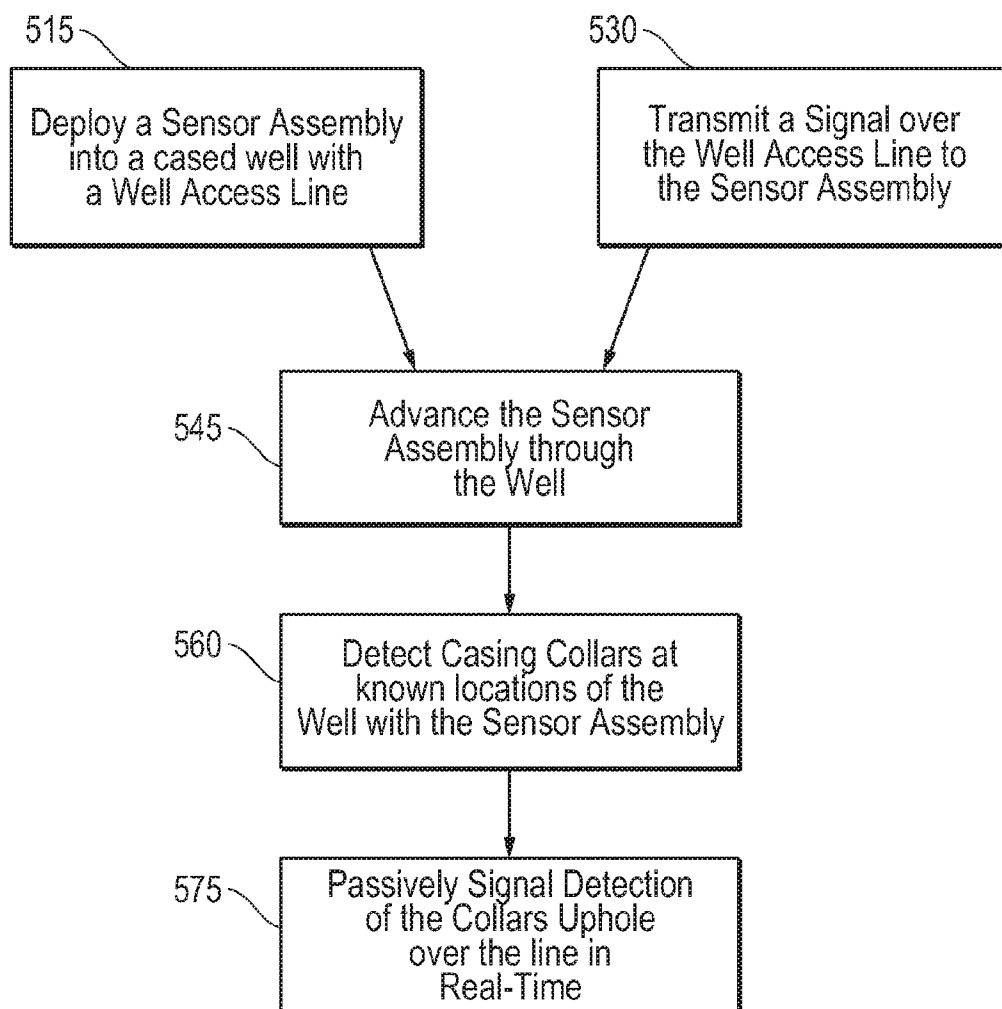 515
Deploy a Sensor Assembly
into a cased well with
a Well Access Line
530
Transmit a Signal over
the Well Access Line to
the Sensor Assembly
545
Advance the Sensor
Assembly through
the Well
560
Detect Casing Collars at
known locations of the
Well with the Sensor Assembly
575
Passively Signal Detection
of the Collars Uphole
over the line in
Real-Time